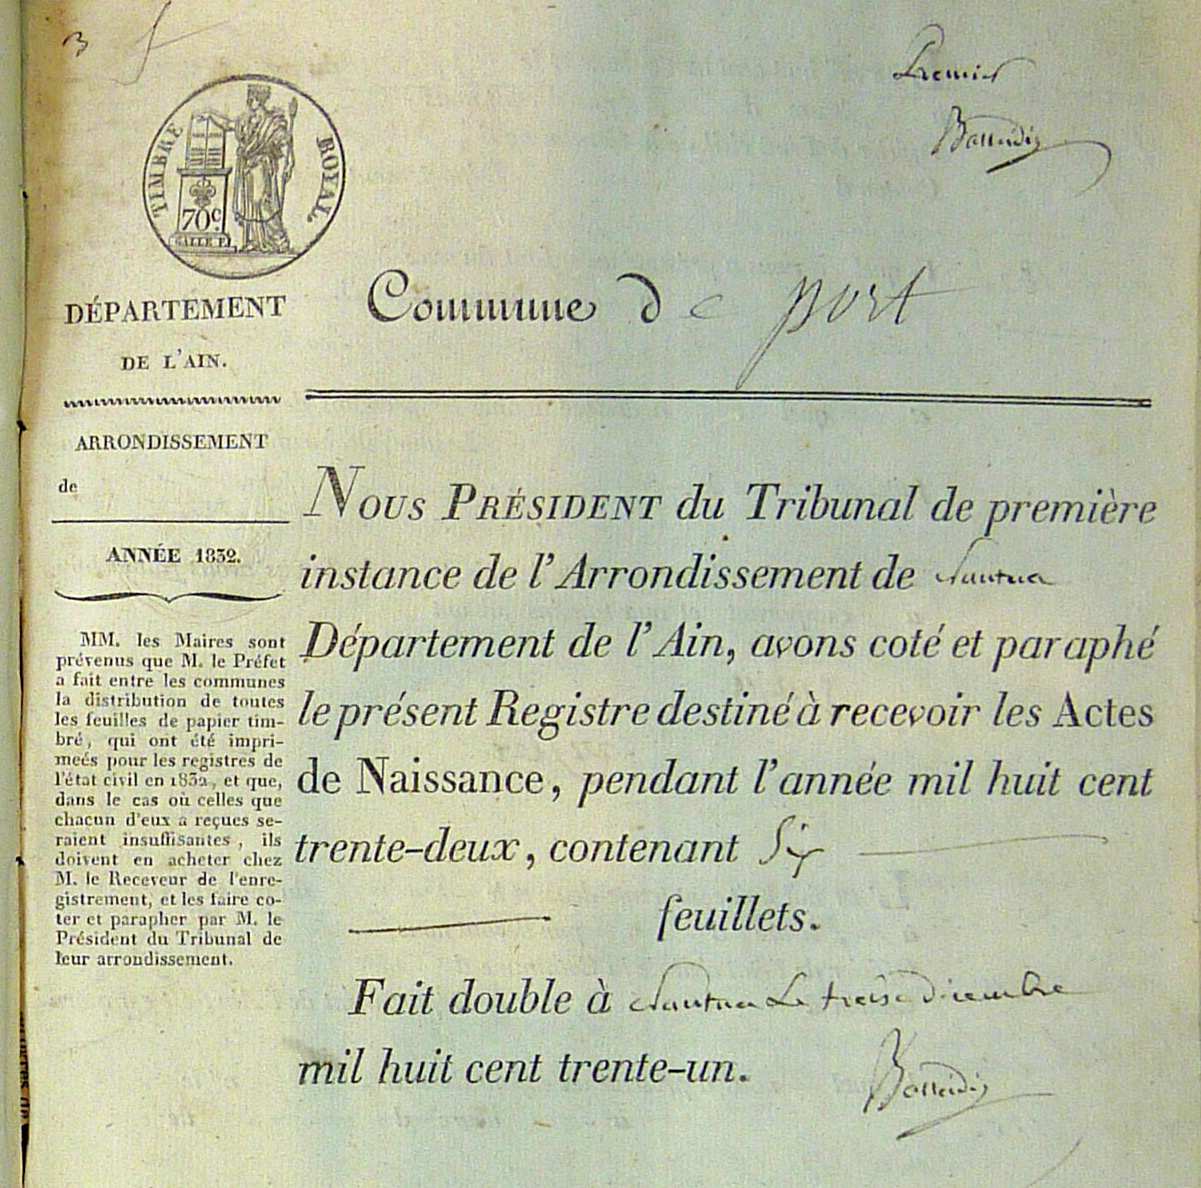 3
Premier
TIMBRE ROYAL.
70c.
GALLE F.
DÉPARTEMENT
DE L'AIN.
Commune de port
ARRONDISSEMENT
de
ANNÉE 1832.
MM. les Maires sont
prévenus que M. le Préfet
a fait entre les communes
la distribution de toutes
les feuilles de papier tim-
bré, qui ont été impri-
meés pour les registres de
l'état civil en 1832, et que,
dans le cas où celles que
chacun d'eux a reçues se-
raient insuffisantes, ils
doivent en acheter chez
M. le Receveur de l'enre-
gistrement, et les faire co-
ter et parapher par M. le
Président du Tribunal de
leur arrondissement.
NOUS PRÉSIDENT du Tribunal de première
instance de l'Arrondissement de Nantua
Département de l'Ain, avons coté et paraphé
le présent Registre destiné à recevoir les Actes
de Naissance, pendant l'année mil huit cent
trente-deux, contenant Six
feuillets.
Fait double à Nantua Le treise Décembre
mil huit cent trente-un.